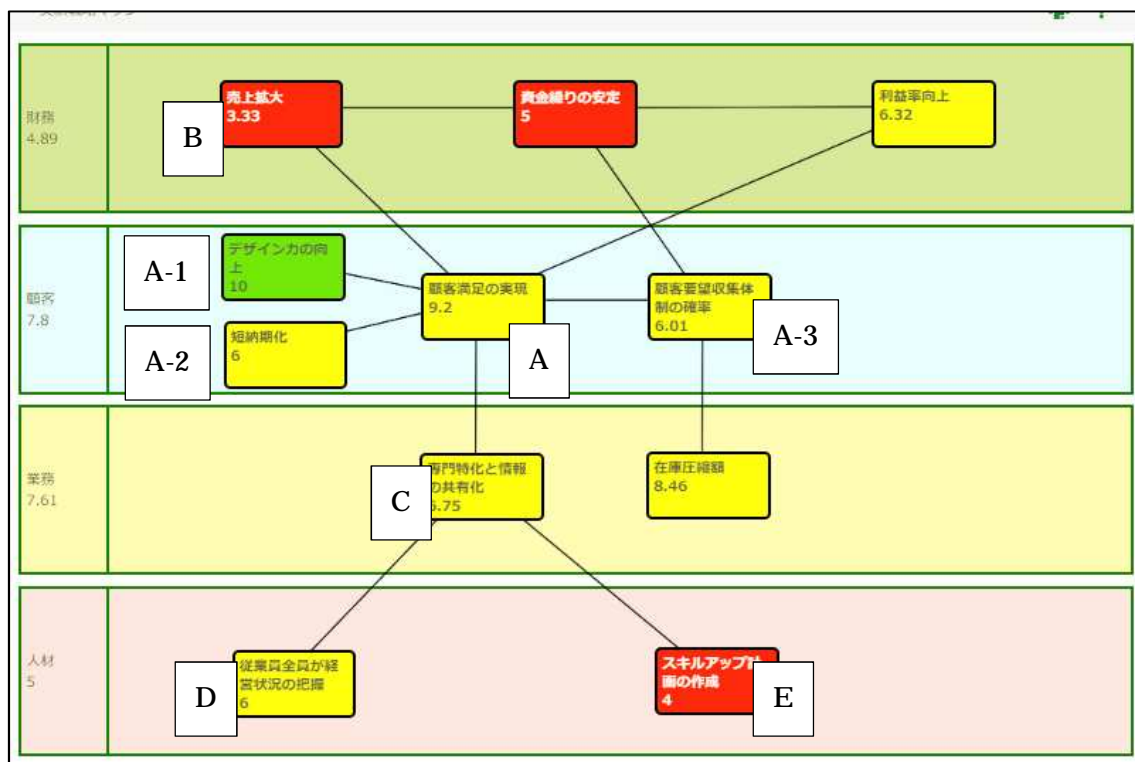 財務
4.89
売上拡大
3.33
資金繰りの安定
5
利益率向上
6.32
B
顧客
7.8
デザイン力の向
上
10
A-1
短納期化
6
A-2
顧客満足の実現
9.2
A
顧客要望収集体
制の確率
6.01
A-3
業務
7.61
専門特化と情報
の共有化
6.75
C
在庫圧縮額
8.46
人材
5
従業員全員が経
営状況の把握
6
D
スキルアップ計
画の作成
4
E